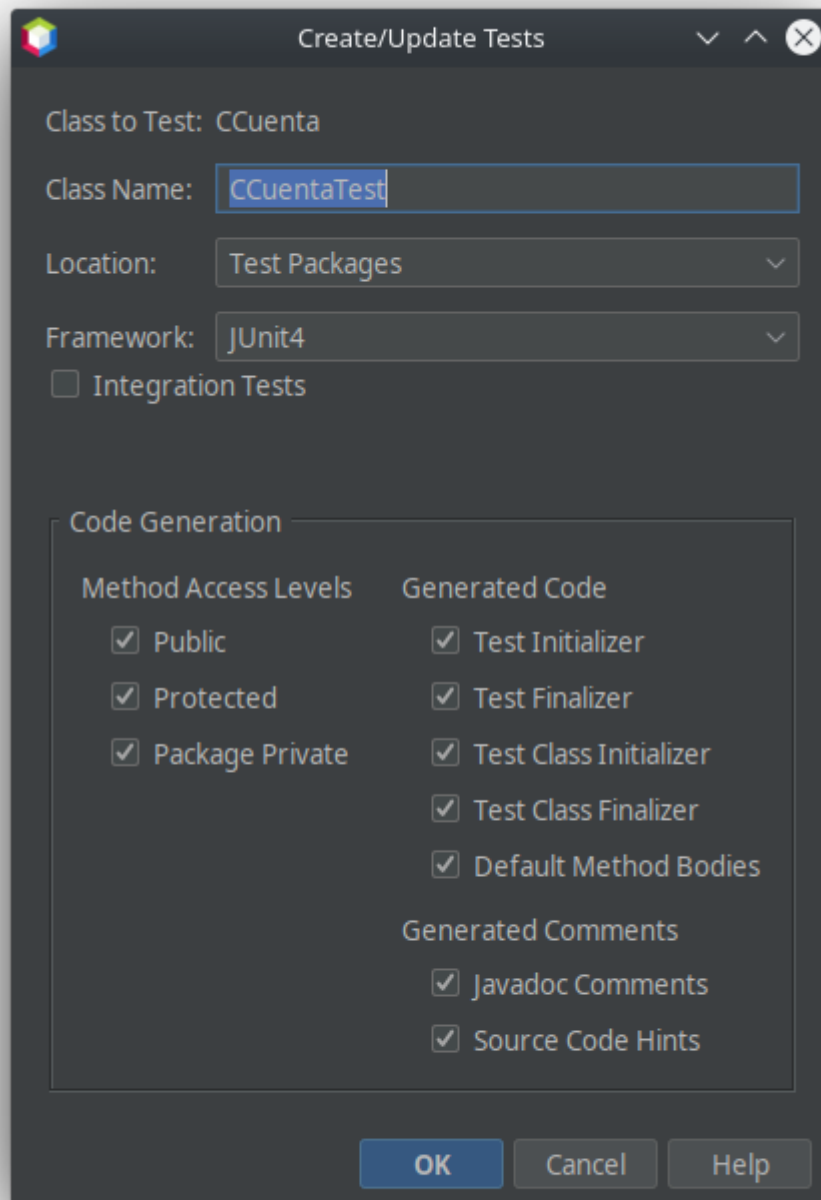 Create/Update Tests
Class to Test: CCuenta
Class Name: CCuentaTest
Location: Test Packages
Framework: JUnit4
Integration Tests
Code Generation
Method Access Levels
Public
Protected
Package Private
Generated Code
Test Initializer
Test Finalizer
Test Class Initializer
Test Class Finalizer
Default Method Bodies
Generated Comments
Javadoc Comments
Source Code Hints
OK Cancel Help